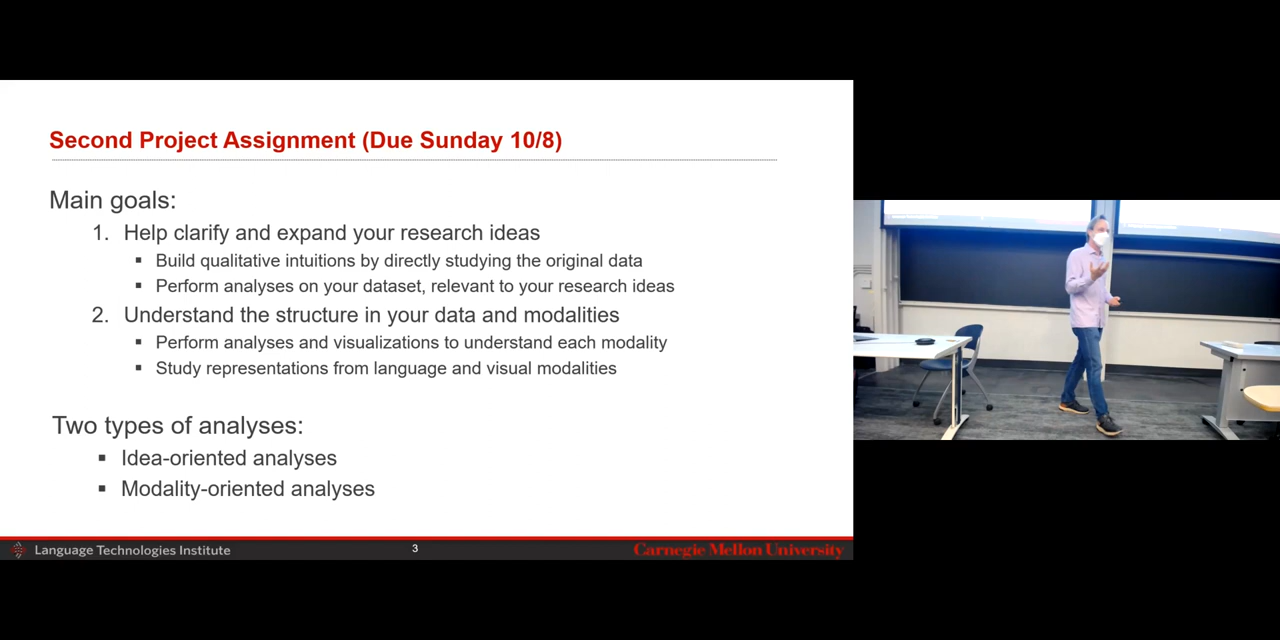 Second Project Assignment (Due Sunday 10/8)
Main goals:
1. Help clarify and expand your research ideas
▪ Build qualitative intuitions by directly studying the original data
▪ Perform analyses on your dataset, relevant to your research ideas
2. Understand the structure in your data and modalities
▪ Perform analyses and visualizations to understand each modality
▪ Study representations from language and visual modalities
Two types of analyses:
▪ Idea-oriented analyses
▪ Modality-oriented analyses
Language Technologies Institute
3
Carnegie Mellon University